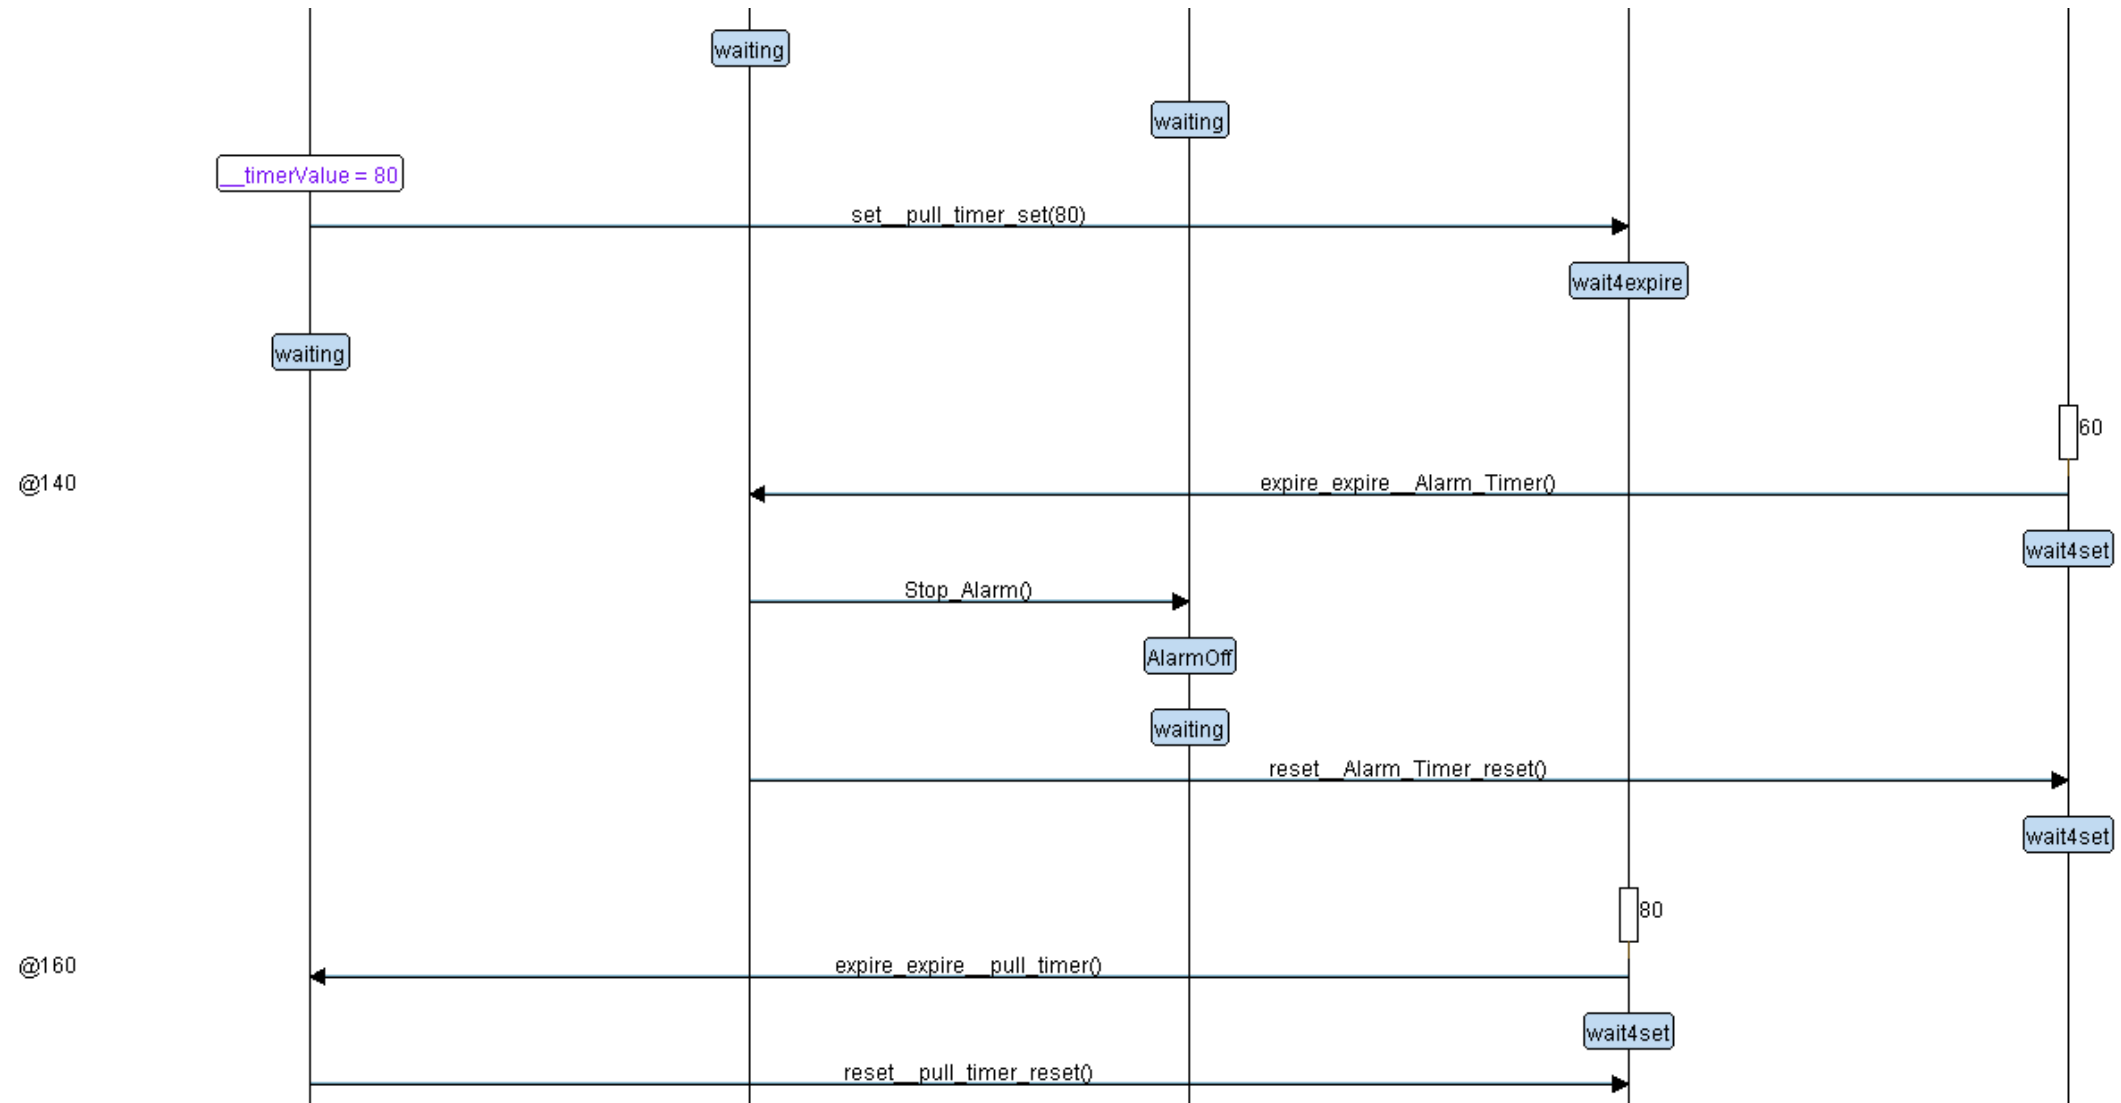 waiting
waiting
__timerValue = 80
set__pull_timer_set(80)
wait4expire
waiting
60
@140
expire_expire__Alarm_Timer()
wait4set
Stop_Alarm()
AlarmOff
waiting
reset__Alarm_Timer_reset()
wait4set
80
@160
expire_expire__pull_timer()
wait4set
reset__pull_timer_reset()